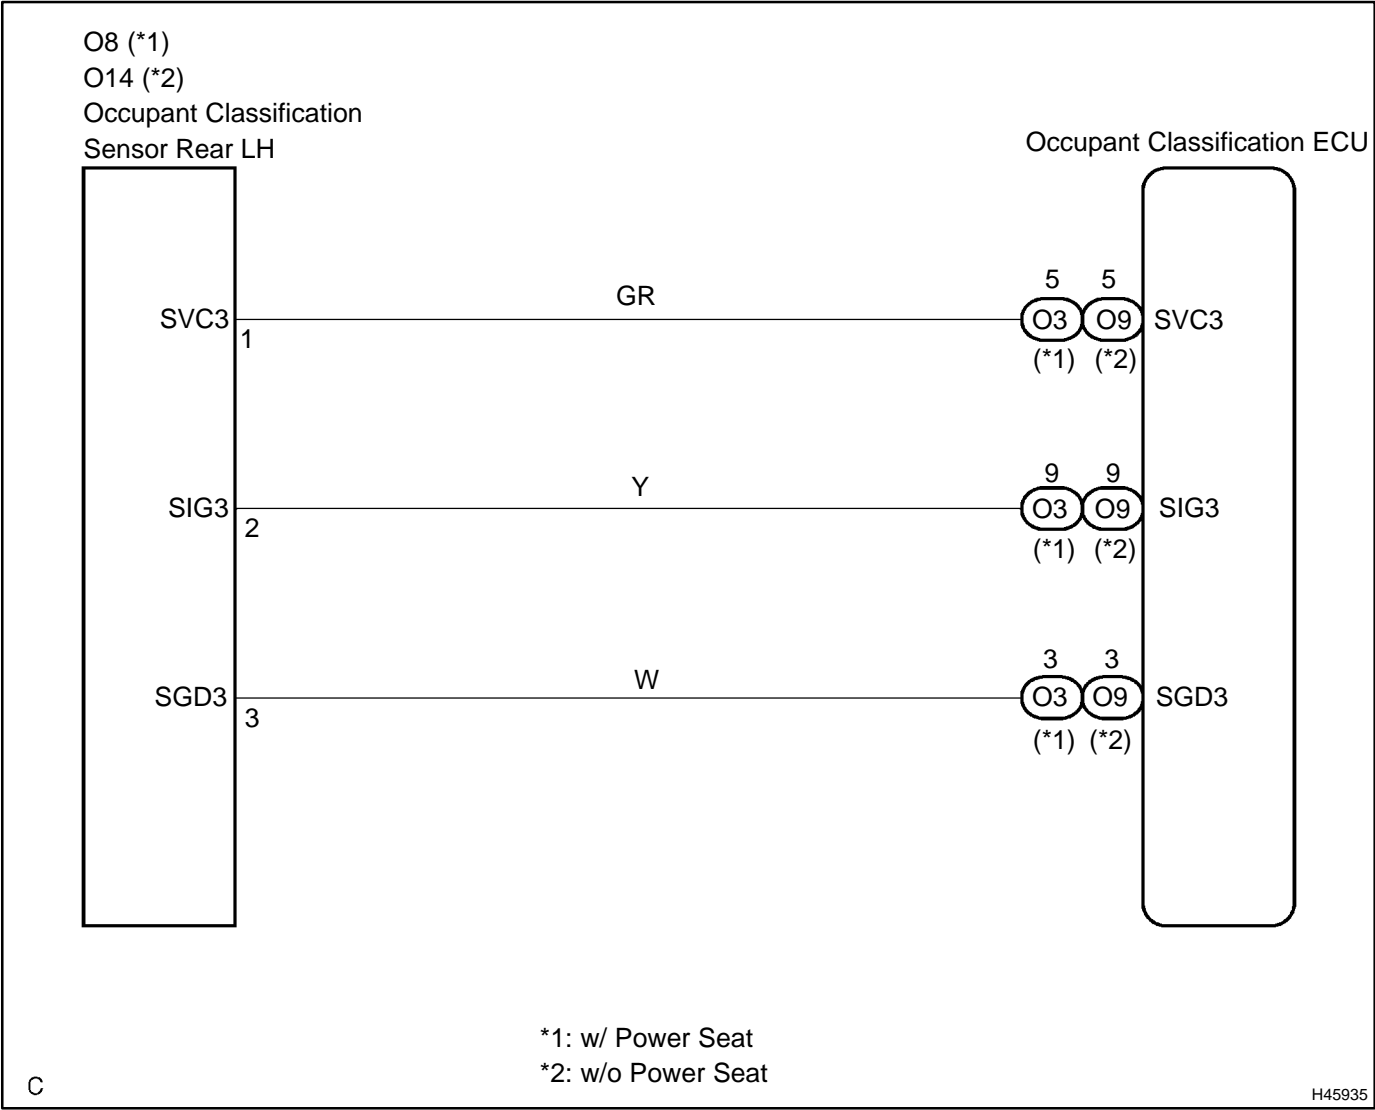 O8 (*1)
O14 (*2)
Occupant Classification
Sensor Rear LH
Occupant Classification ECU
5 5
GR
SVC3
1
O3 O9
SVC3
(*1) (*2)
9 9
Y
SIG3
2
O3 O9
SIG3
(*1) (*2)
3 3
W
SGD3
3
O3 O9
SGD3
(*1) (*2)
*1: w/ Power Seat
*2: w/o Power Seat
C
H45935